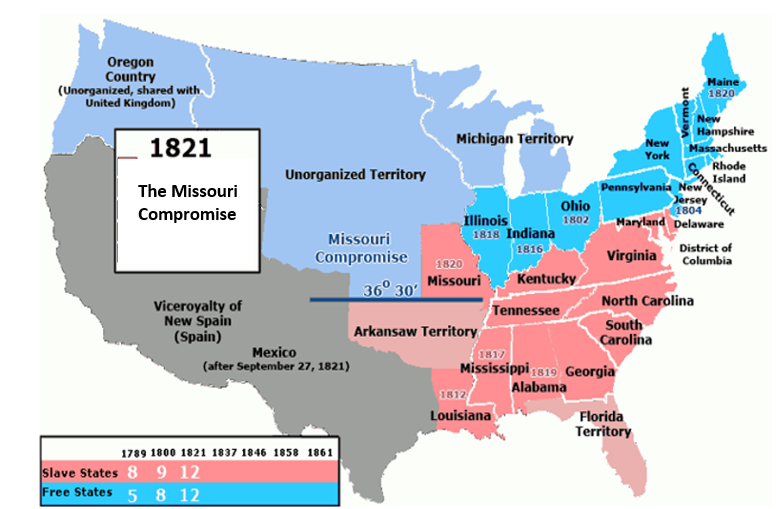 Oregon
Country
(Unorganized, shared with
United Kingdom)
1821
The Missouri
Compromise
Unorganized Territory
Michigan Territory
Maine
1820
Vermont
New
Hampshire
Massachusetts
New
York
Rhode
Island
Connecticut
Pennsylvania
New
Jersey
1804
Ohio
1802
Illinois
1818
Indiana
1816
Maryland
Delaware
District of
Columbia
Missouri
Compromise
36º 30′
1820
Missouri
Kentucky
Virginia
Tennessee
North Carolina
South
Carolina
Arkansaw Territory
Viceroyalty of
New Spain
(Spain)
Mexico
(after September 27, 1821)
1817
Mississippi
1819
Alabama
Georgia
1812
Louisiana
Florida
Territory
1789 1800 1821 1837 1846 1858 1861
Slave States 8 9 12
Free States 5 8 12